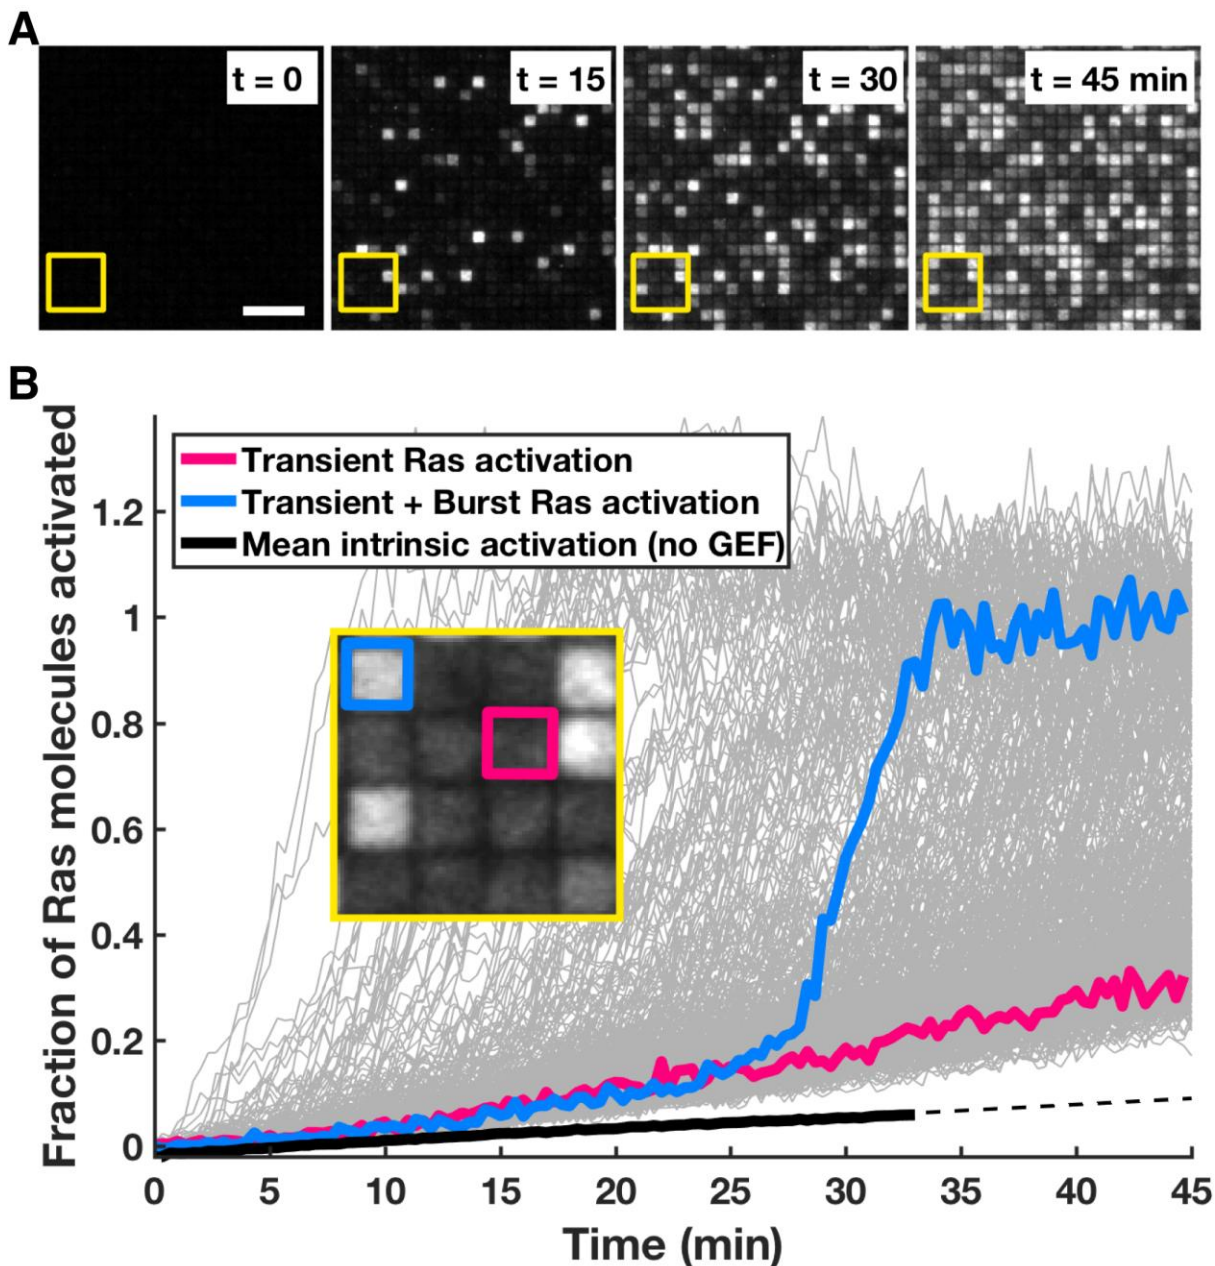 A
t = 0
t = 15
t = 30
t = 45 min
B
Fraction of Ras molecules activated
Transient Ras activation
Transient + Burst Ras activation
Mean intrinsic activation (no GEF)
1.2
1
0.8
0.6
0.4
0.2
0
0 5 10 15 20 25 30 35 40 45
Time (min)